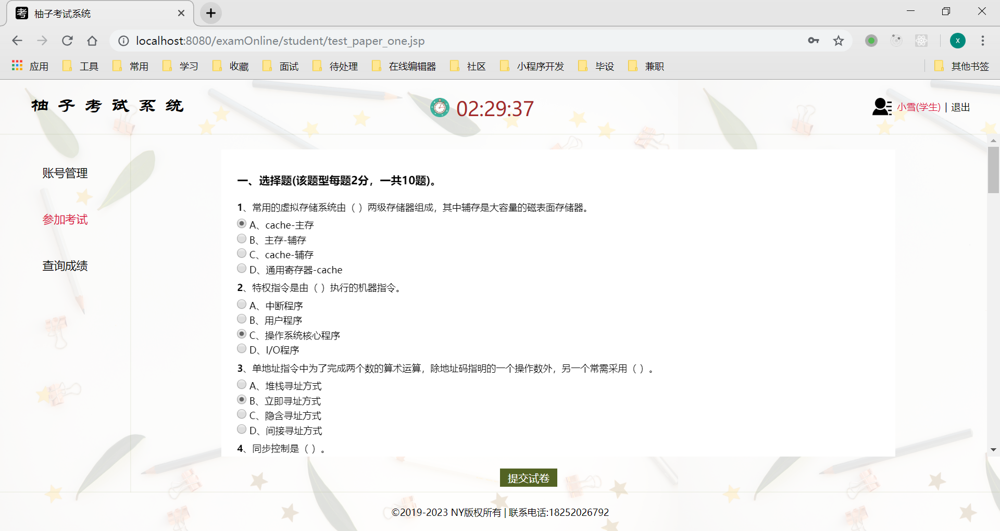 考 柚子考试系统
localhost:8080/examOnline/student/test_paper_one.jsp
x
应用 工具 常用 学习 收藏 面试 待处理 在线编辑器 社区 小程序开发 毕设 兼职 其他书签
柚子考试系统
02:29:37
小雪(学生) | 退出
账号管理
参加考试
查询成绩
一、选择题(该题型每题2分，一共10题)。
1、常用的虚拟存储系统由（ ）两级存储器组成，其中辅存是大容量的磁表面存储器。
A、cache-主存
B、主存-辅存
C、cache-辅存
D、通用寄存器-cache
2、特权指令是由（ ）执行的机器指令。
A、中断程序
B、用户程序
C、操作系统核心程序
D、I/O程序
3、单地址指令中为了完成两个数的算术运算，除地址码指明的一个操作数外，另一个常需采用（ ）。
A、堆栈寻址方式
B、立即寻址方式
C、隐含寻址方式
D、间接寻址方式
4、同步控制是（ ）。
提交试卷
©2019-2023 NY版权所有 | 联系电话:18252026792